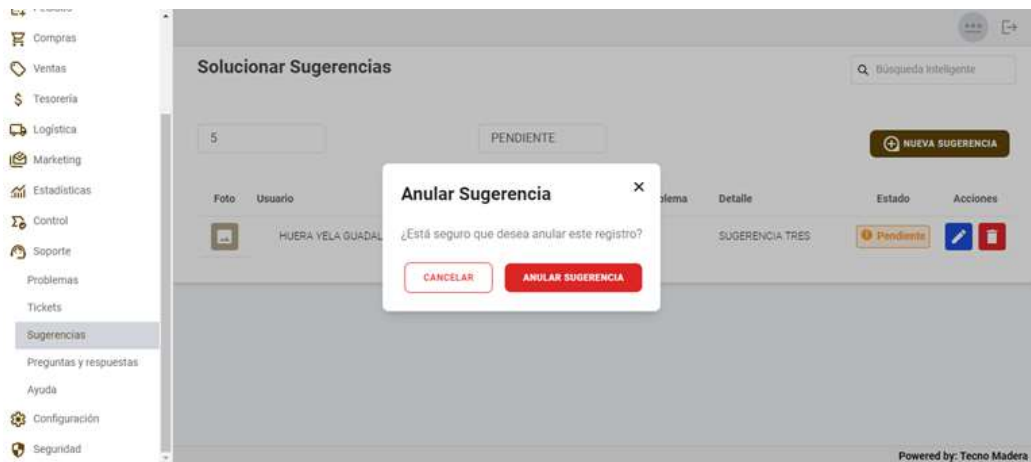 Compras
Ventas
Tesorería
Logística
Marketing
Estadísticas
Control
Soporte
Problemas
Tickets
Sugerencias
Preguntas y respuestas
Ayuda
Configuración
Seguridad
Solucionar Sugerencias
Búsqueda Inteligente
5
PENDIENTE
NUEVA SUGERENCIA
Foto Usuario Detalle Estado Acciones
HUERA YELA GUADAL SUGERENCIA TRES Pendiente
Anular Sugerencia
¿Está seguro que desea anular este registro?
CANCELAR ANULAR SUGERENCIA
Powered by: Tecno Madera